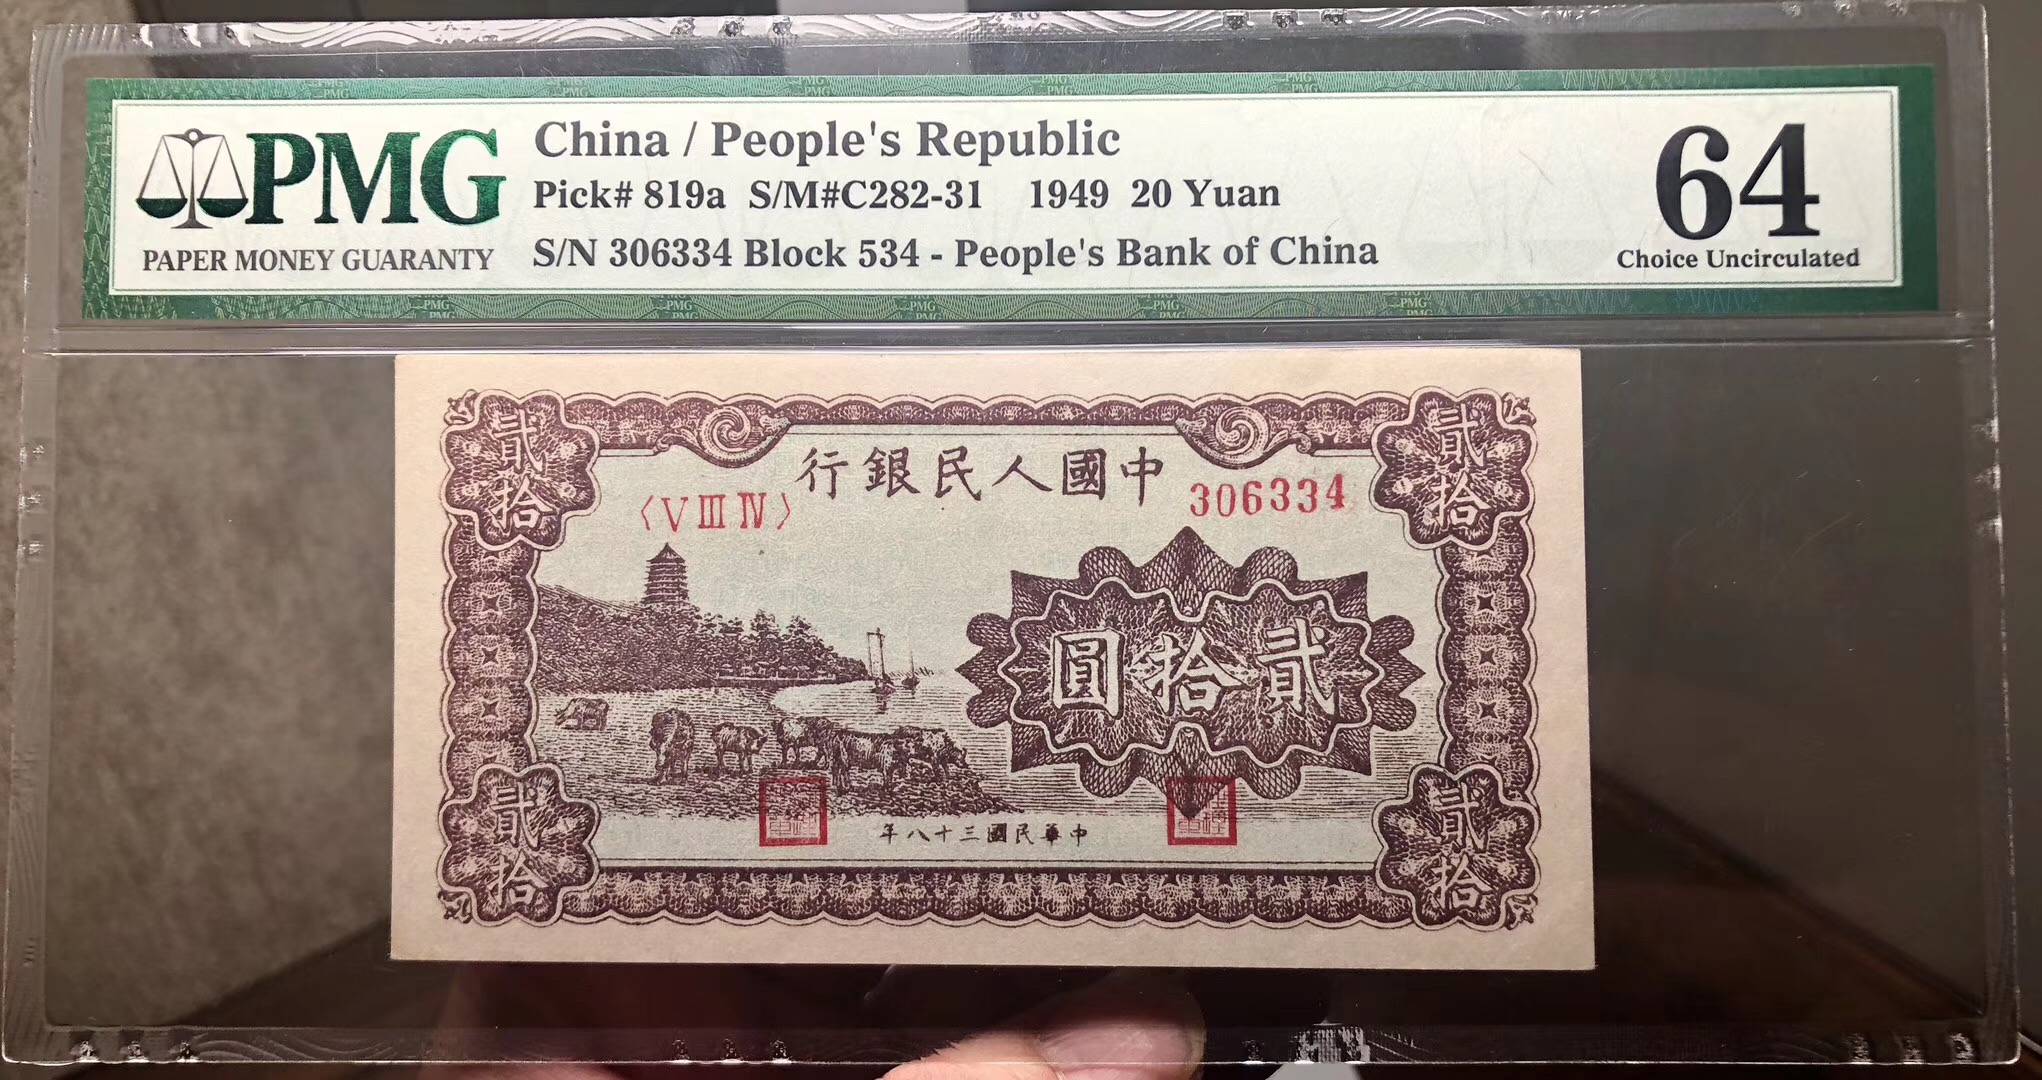 PMG
PAPER MONEY GUARANTY
China / People's Republic
Pick# 819a S/M#C282-31 1949 20 Yuan
S/N 306334 Block 534 - People's Bank of China
64
Choice Uncirculated
行銀民人國中
〈V III IV〉
306334
貳拾
貳拾
圓拾貳
貳拾
貳拾
年八十三國民華中